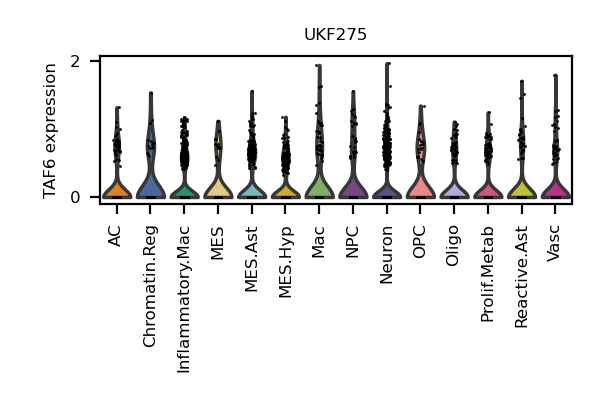 UKF275
TAF6 expression
2
0
AC
Chromatin.Reg
Inflammatory.Mac
MES
MES.Ast
MES.Hyp
Mac
NPC
Neuron
OPC
Oligo
Prolif.Metab
Reactive.Ast
Vasc